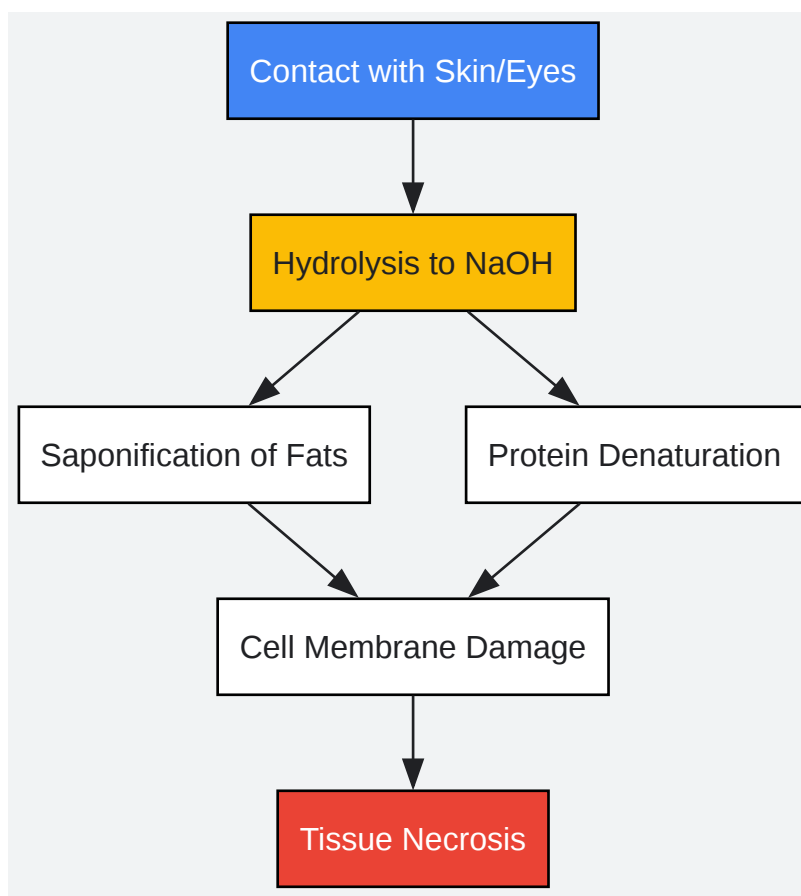 Contact with Skin/Eyes
Hydrolysis to NaOH
Saponification of Fats
Protein Denaturation
Cell Membrane Damage
Tissue Necrosis